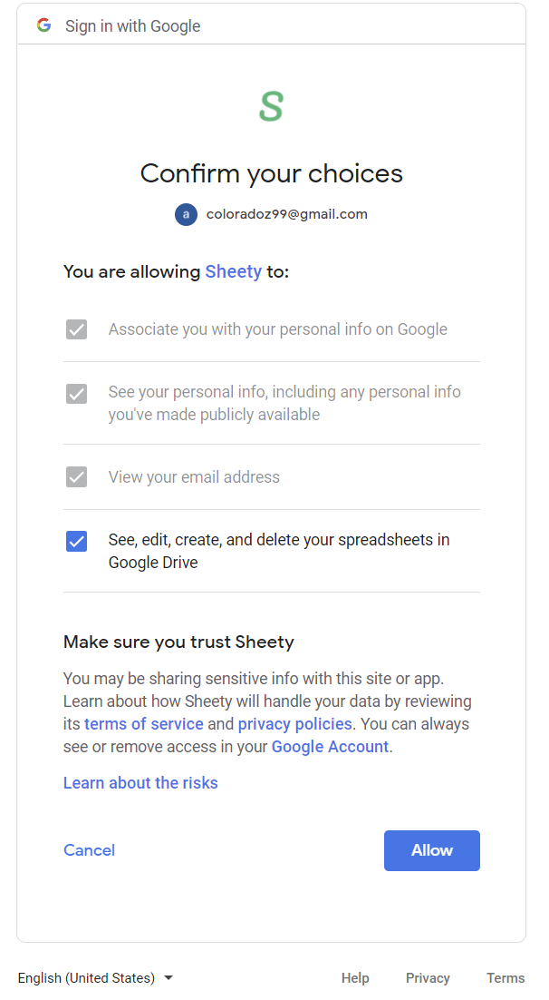 Sign in with Google
S
Confirm your choices
a coloradoz99@gmail.com
You are allowing Sheety to:
Associate you with your personal info on Google
See your personal info, including any personal info
you've made publicly available
View your email address
See, edit, create, and delete your spreadsheets in
Google Drive
Make sure you trust Sheety
You may be sharing sensitive info with this site or app.
Learn about how Sheety will handle your data by reviewing
its terms of service and privacy policies. You can always
see or remove access in your Google Account.
Learn about the risks
Cancel Allow
English (United States) Help Privacy Terms